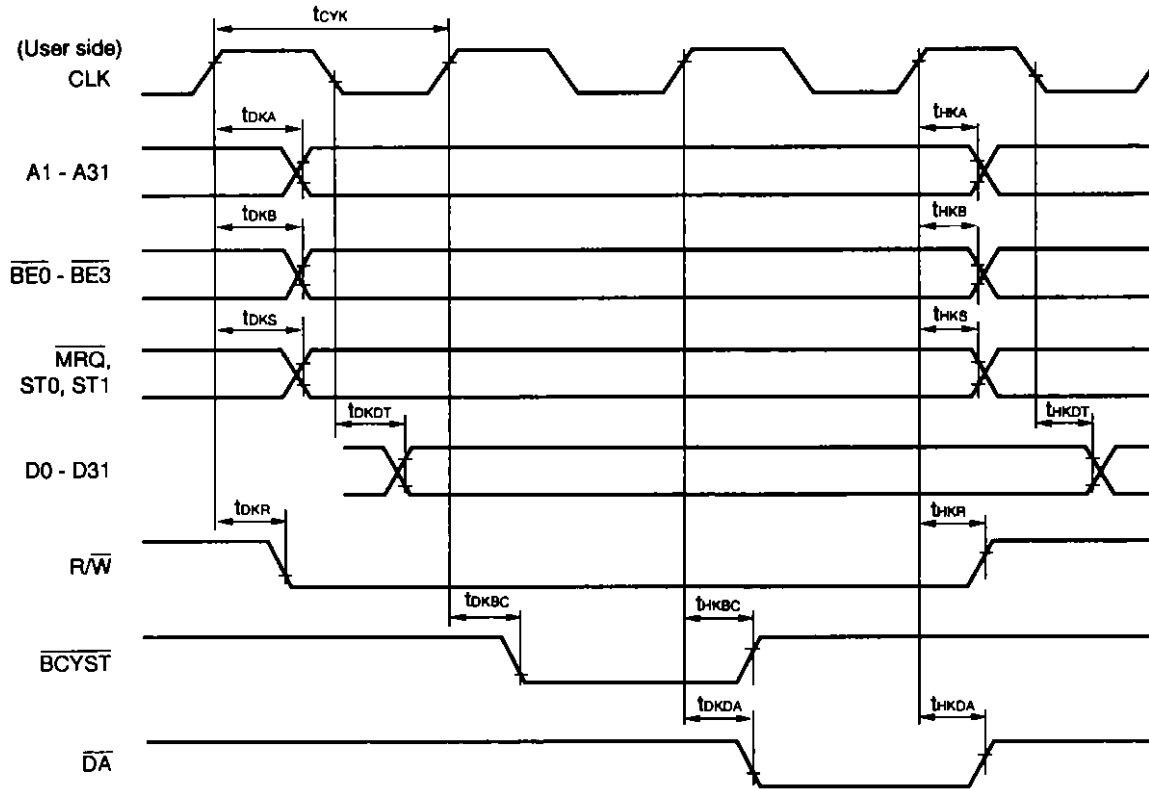 tCYK
(User side)
CLK
tDKA
tHKA
A1 - A31
tDKB
tHKB
BE0 - BE3
tDKS
tHKS
MRQ,
ST0, ST1
tDKDT
tHKDT
D0 - D31
tDKR
tHKR
R/W
tDKBC
tHKBC
BCYST
tDKDA
tHKDA
DA